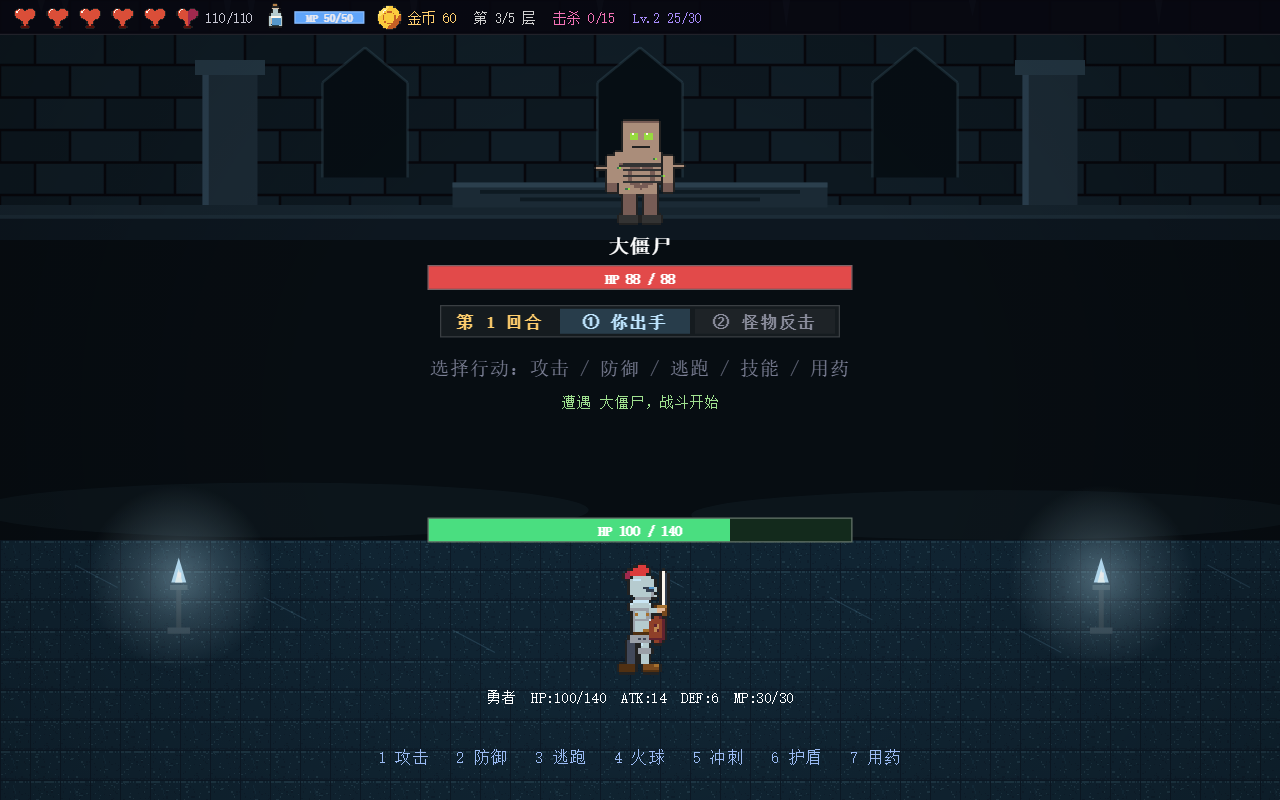 110/110 MP 50/50 金币 60 第 3/5 层 击杀 0/15 Lv.2 25/30
大僵尸
HP 88 / 88
第 1 回合 ① 你出手 ② 怪物反击
选择行动: 攻击 / 防御 / 逃跑 / 技能 / 用药
遭遇 大僵尸，战斗开始
HP 100 / 140
勇者 HP:100/140 ATK:14 DEF:6 MP:30/30
1 攻击 2 防御 3 逃跑 4 火球 5 冲刺 6 护盾 7 用药